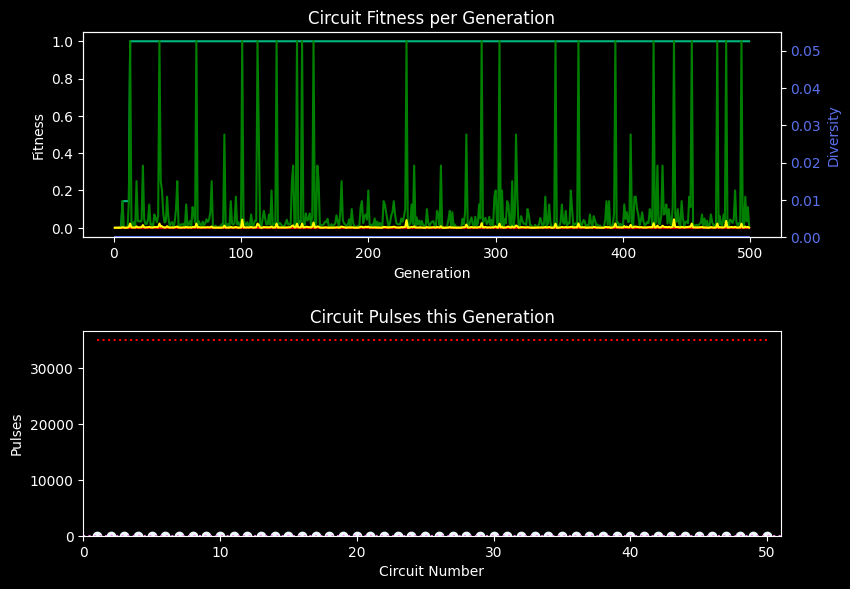 Circuit Fitness per Generation
1.0
0.8
0.6
0.4
0.2
0.0
Fitness
0.05
0.04
0.03
0.02
0.01
0.00
Diversity
0 100 200 300 400 500
Generation
Circuit Pulses this Generation
30000
20000
10000
0
Pulses
0 10 20 30 40 50
Circuit Number